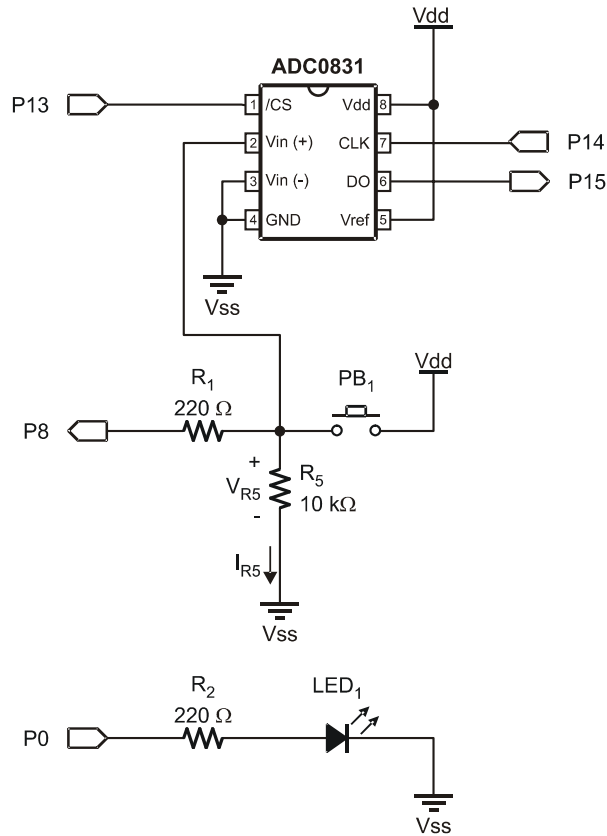 Vdd
ADC0831
P13
1 /CS Vdd 8
2 Vin (+) CLK 7
P14
3 Vin (-) DO 6
P15
4 GND Vref 5
Vss
R1
220 Ω
PB1
Vdd
P8
+
VR5
-
R5
10 kΩ
IR5
Vss
R2
220 Ω
LED1
P0
Vss